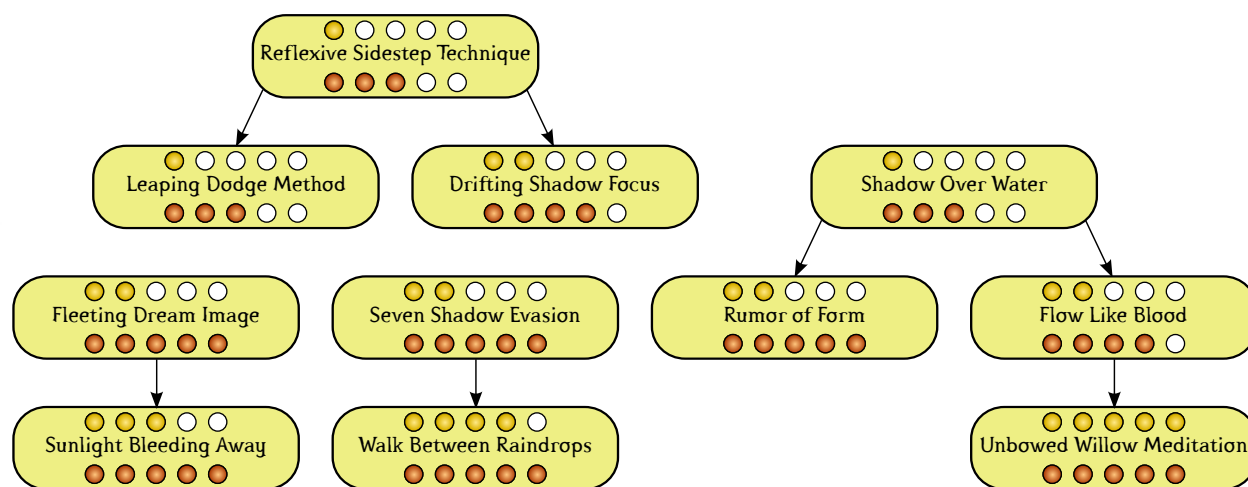 Reflexive Sidestep Technique
Leaping Dodge Method
Drifting Shadow Focus
Shadow Over Water
Fleeting Dream Image
Seven Shadow Evasion
Rumor of Form
Flow Like Blood
Sunlight Bleeding Away
Walk Between Raindrops
Unbowed Willow Meditation